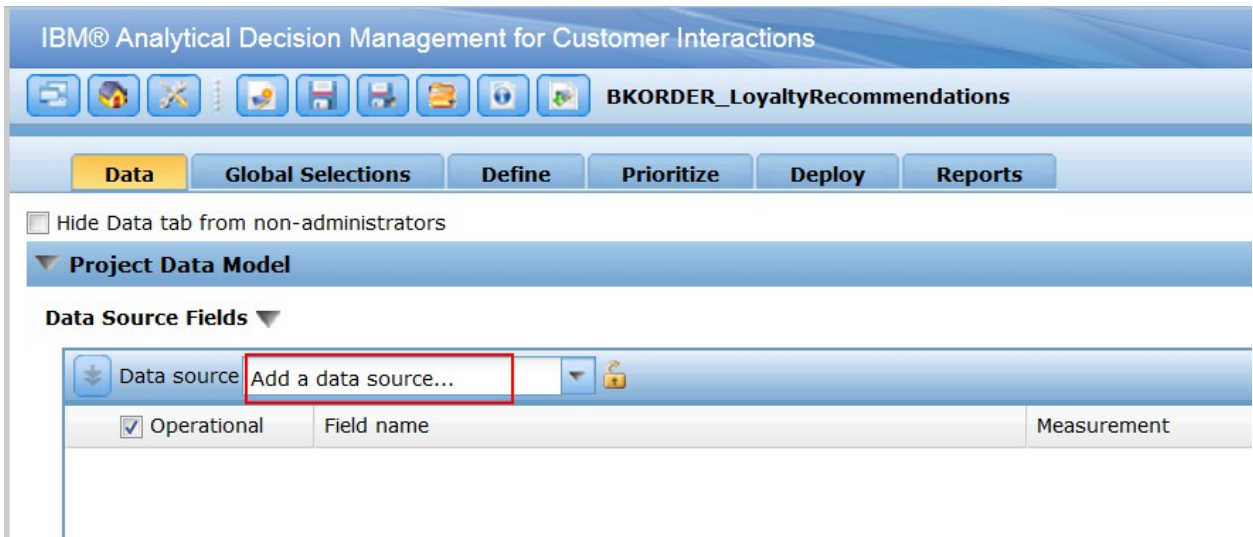 IBM® Analytical Decision Management for Customer Interactions
BKORDER_LoyaltyRecommendations
Data Global Selections Define Prioritize Deploy Reports
Hide Data tab from non-administrators
Project Data Model
Data Source Fields
Data source Add a data source...
Operational Field name Measurement